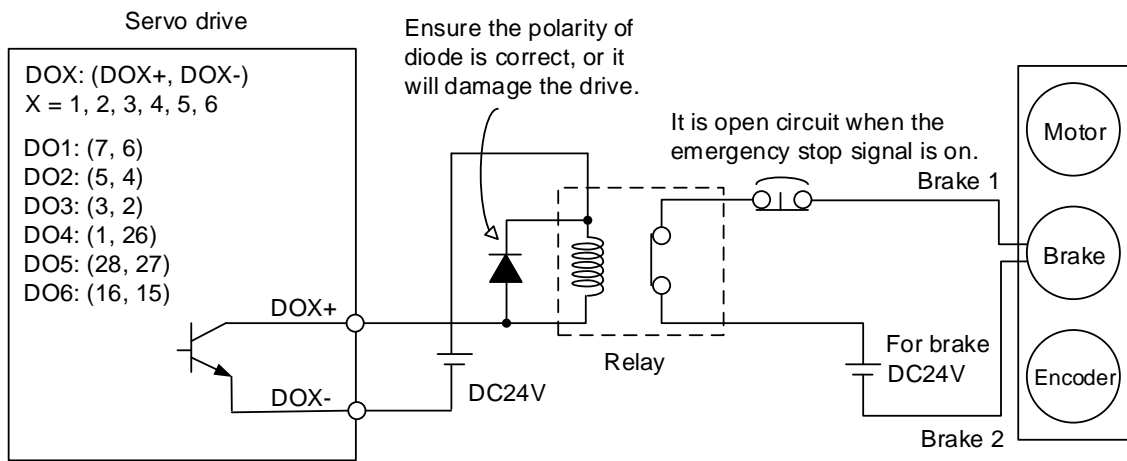 Servo drive
DOX: (DOX+, DOX-)
X = 1, 2, 3, 4, 5, 6
DO1: (7, 6)
DO2: (5, 4)
DO3: (3, 2)
DO4: (1, 26)
DO5: (28, 27)
DO6: (16, 15)
DOX+
DOX-
Ensure the polarity of
diode is correct, or it
will damage the drive.
DC24V
Relay
It is open circuit when the
emergency stop signal is on.
Brake 1
For brake
DC24V
Brake 2
Motor
Brake
Encoder